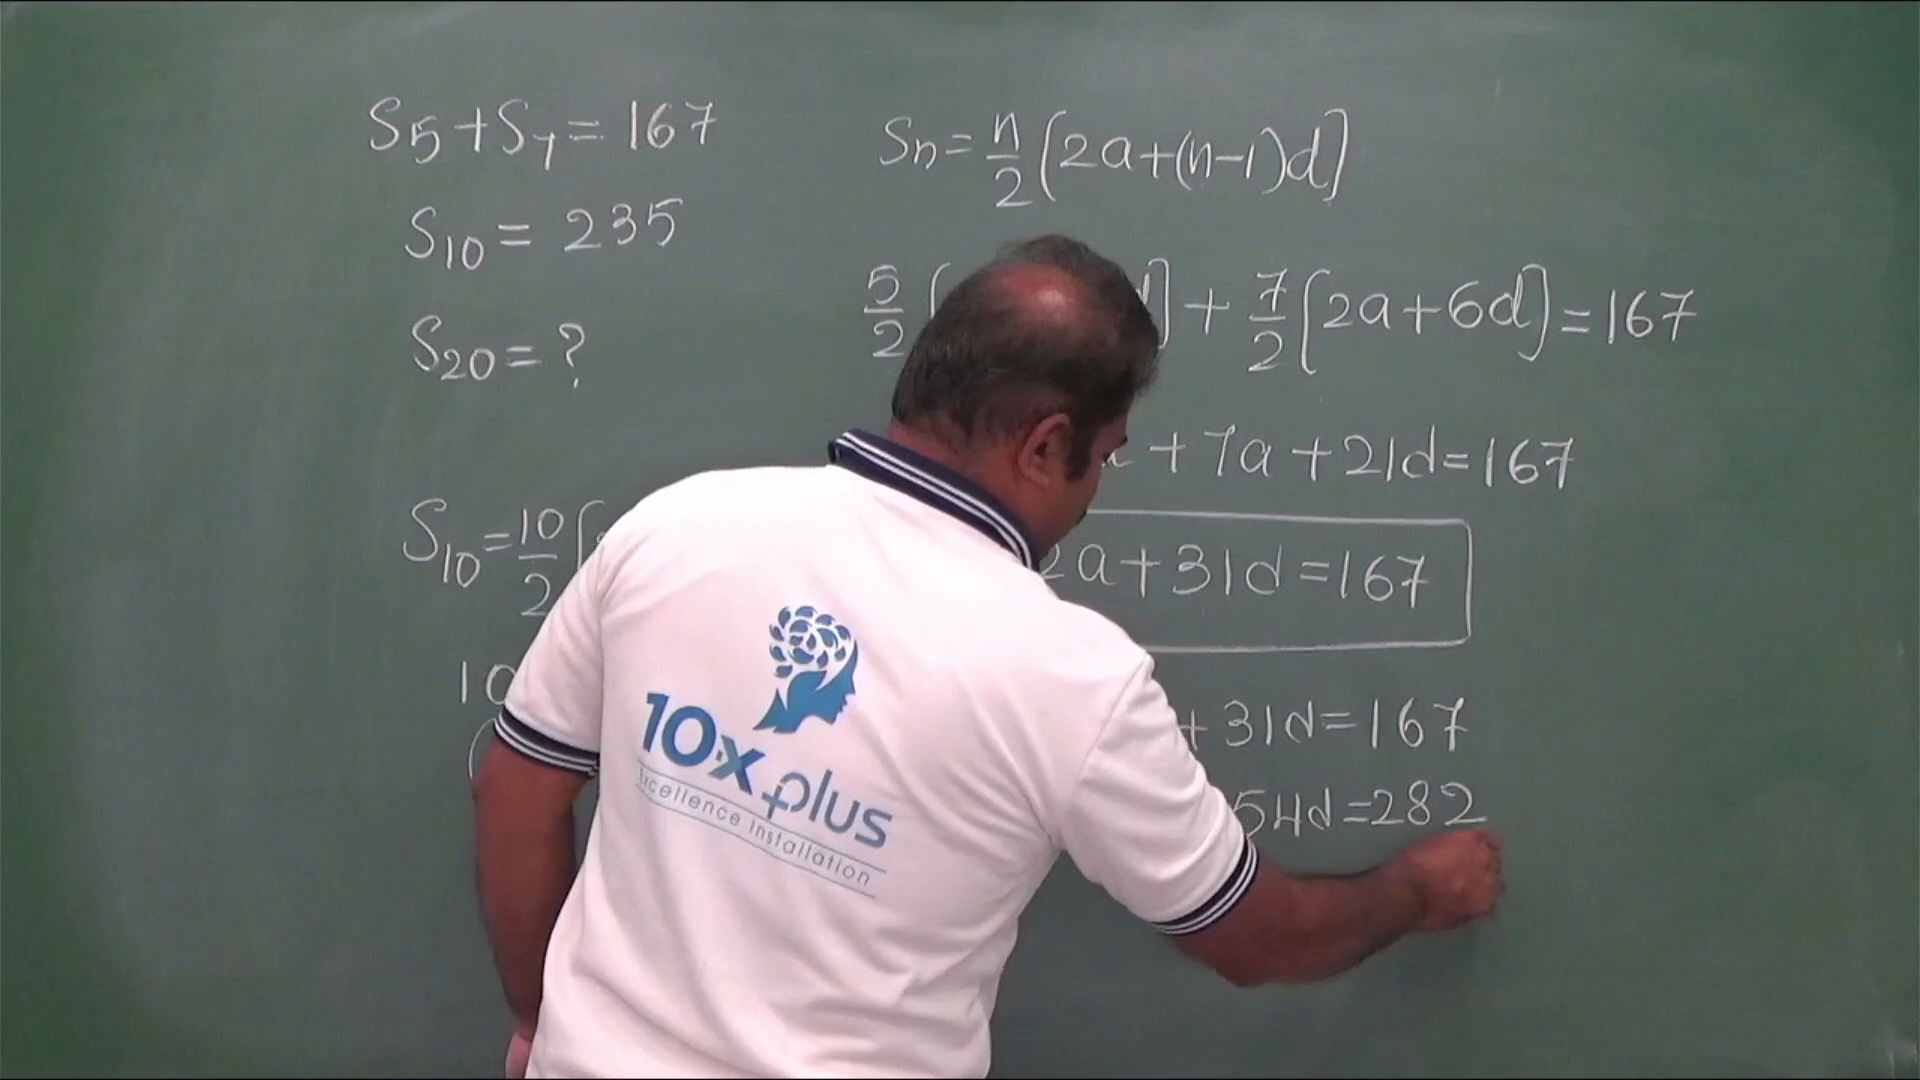 S5+S7=167
S10=235
S20=?
Sn=n/2[2a+(n-1)d]
5/2[ d]+7/2[2a+6d]=167
+7a+21d=167
2a+31d=167
S10=10/2[
10
(
+31d=167
54d=282
10x plus
Excellence Installation